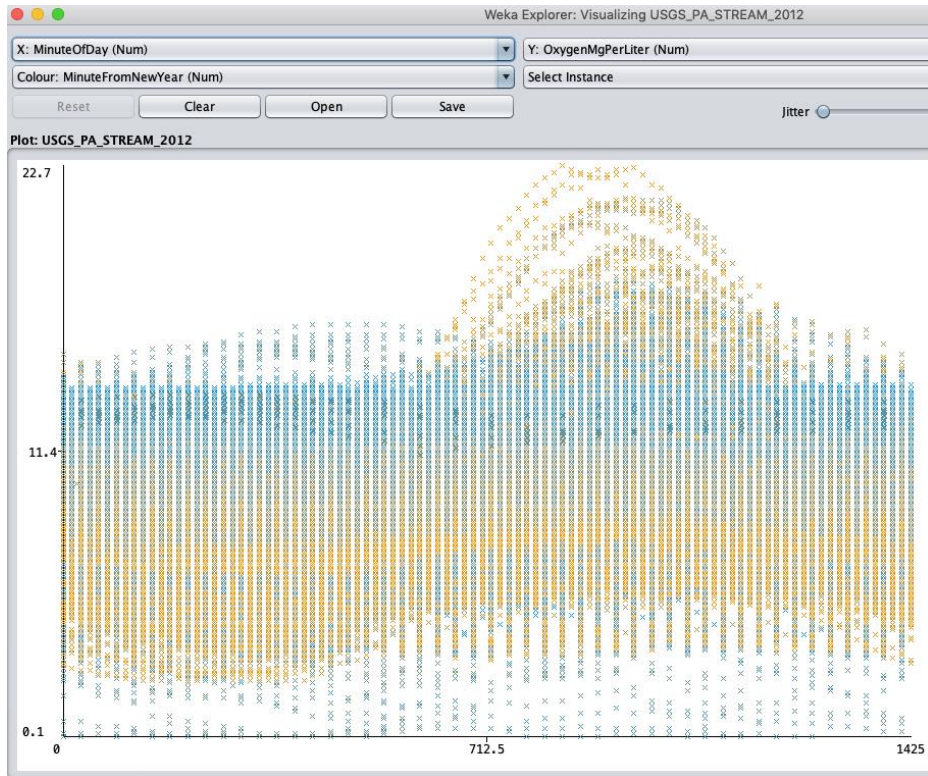 Weka Explorer: Visualizing USGS_PA_STREAM_2012
X: MinuteOfDay (Num) Y: OxygenMgPerLiter (Num)
Colour: MinuteFromNewYear (Num) Select Instance
Reset Clear Open Save Jitter
Plot: USGS_PA_STREAM_2012
22.7
11.4
0.1
0 712.5 1425